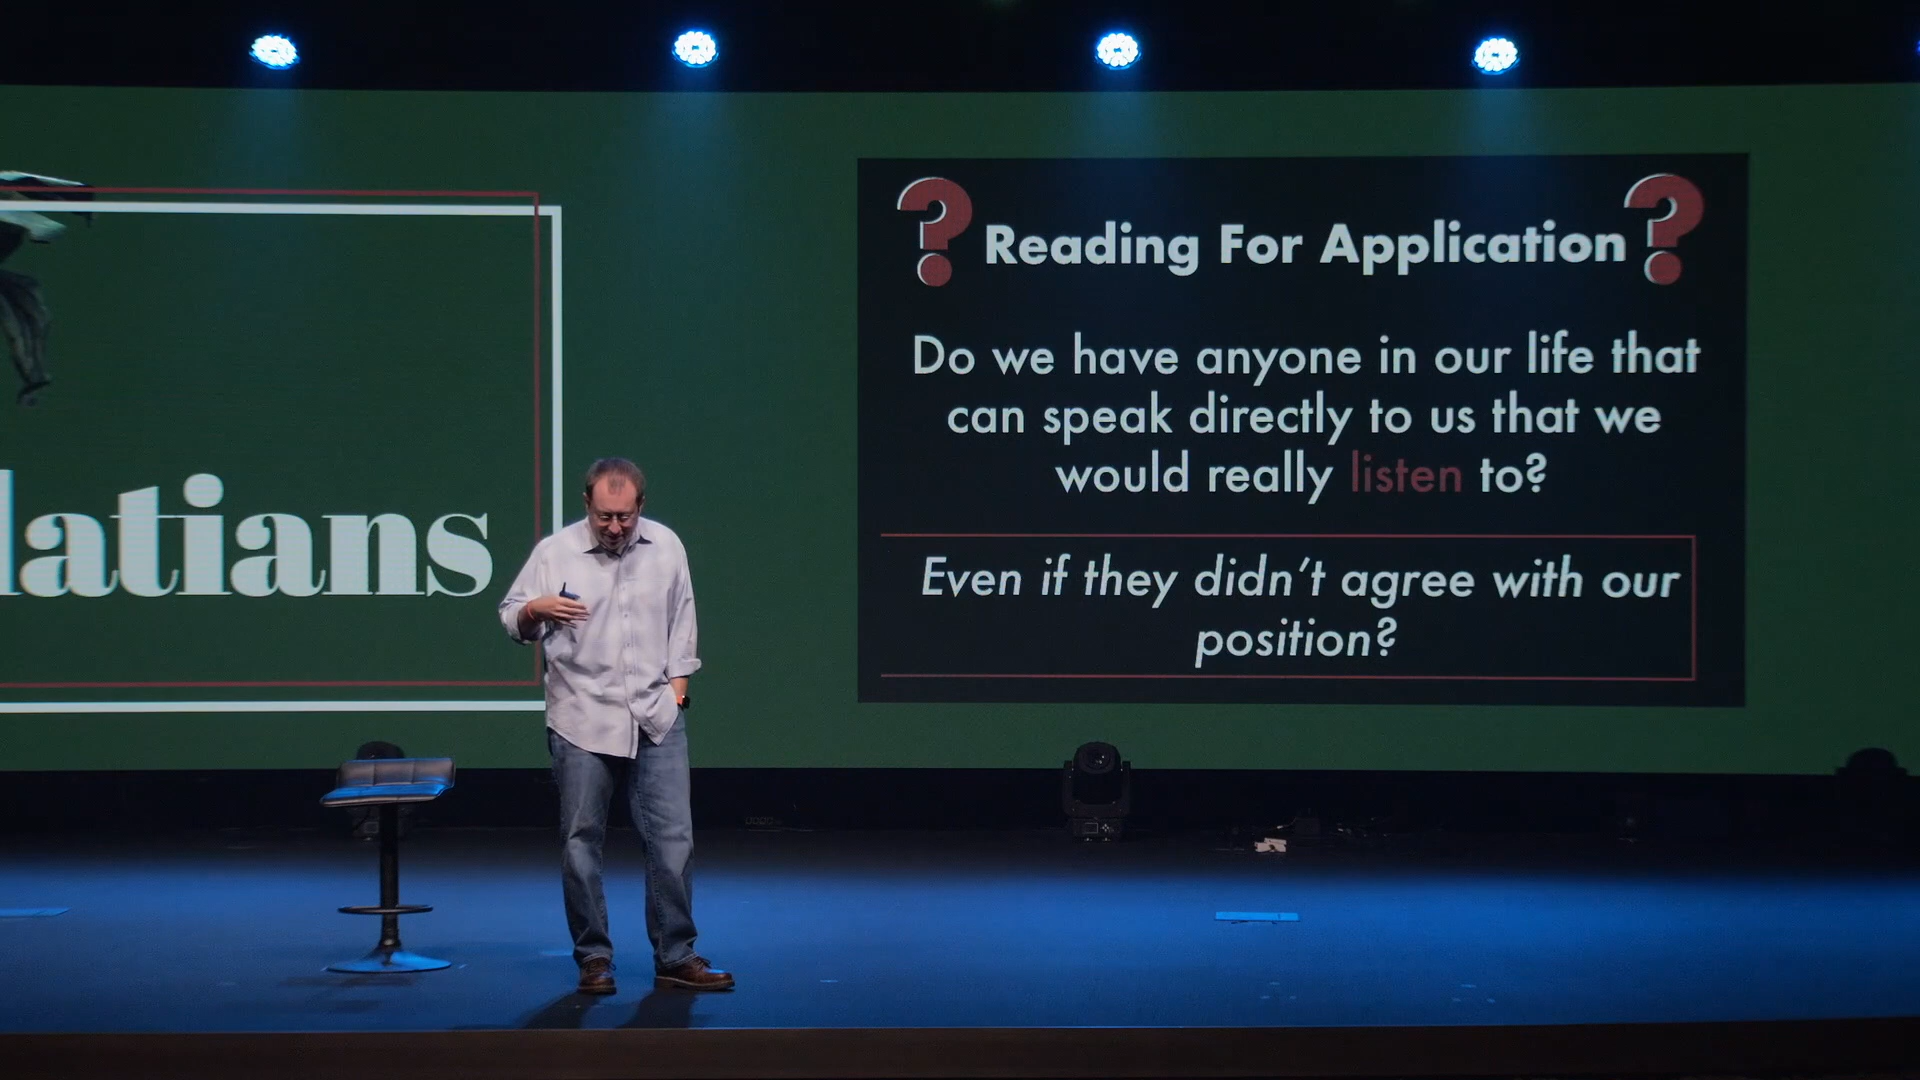 latians
? Reading For Application ?
Do we have anyone in our life that
can speak directly to us that we
would really listen to?
Even if they didn't agree with our
position?